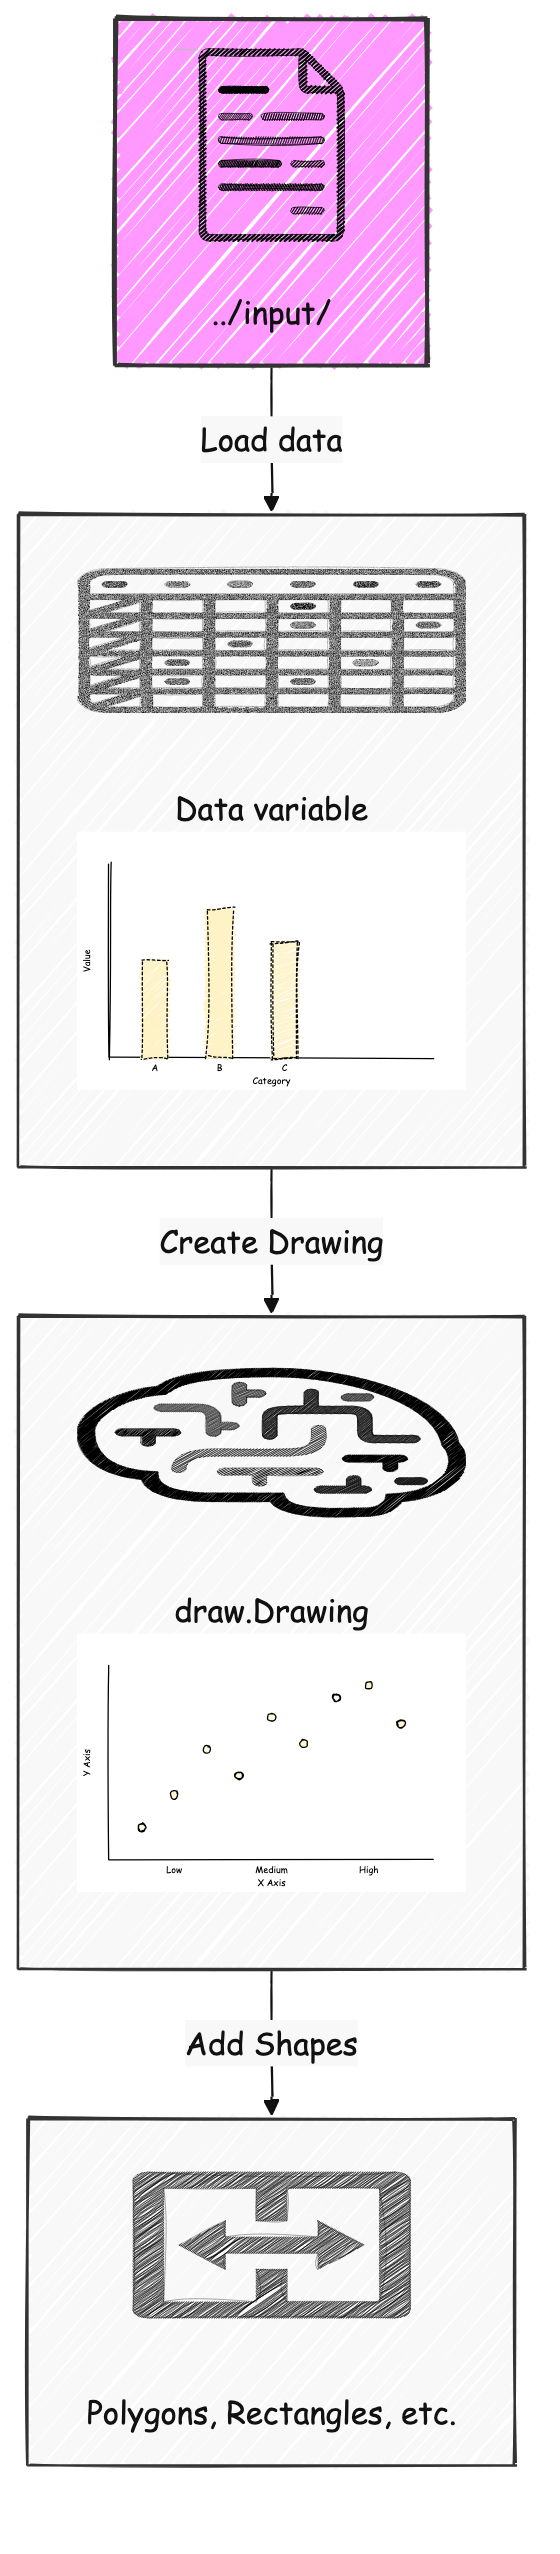 ../input/
Load data
Data variable
Value
A B C
Category
Create Drawing
draw.Drawing
Y Axis
Low Medium High
X Axis
Add Shapes
Polygons, Rectangles, etc.